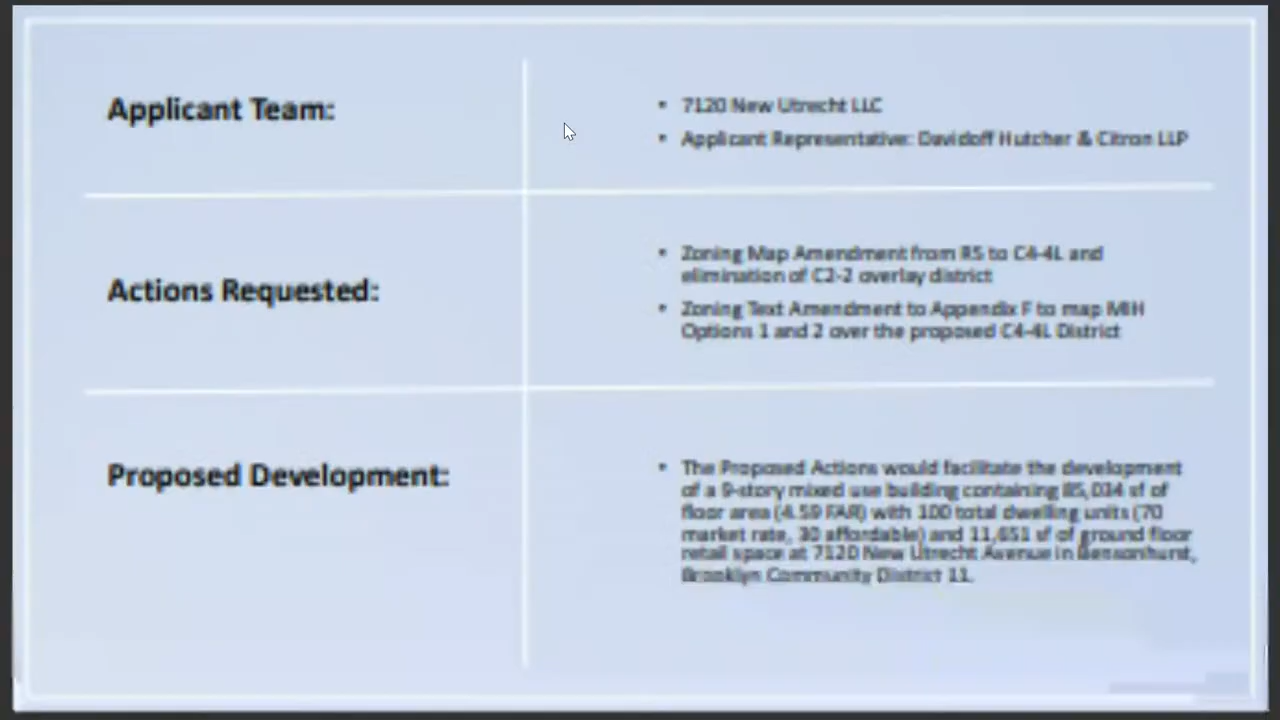 Applicant Team:
• 7120 New Utrecht LLC
• Applicant Representative: Davidoff Hutcher & Citron LLP
Actions Requested:
• Zoning Map Amendment from R5 to C4-4L and
elimination of C2-2 overlay district
• Zoning Text Amendment to Appendix F to map MIH
Options 1 and 2 over the proposed C4-4L District
Proposed Development:
• The Proposed Actions would facilitate the development
of a 9-story mixed use building containing 85,034 sf of
floor area (4.59 FAR) with 100 total dwelling units (70
market rate, 30 affordable) and 11,651 sf of ground floor
retail space at 7120 New Utrecht Avenue in Bensonhurst,
Brooklyn Community District 11.